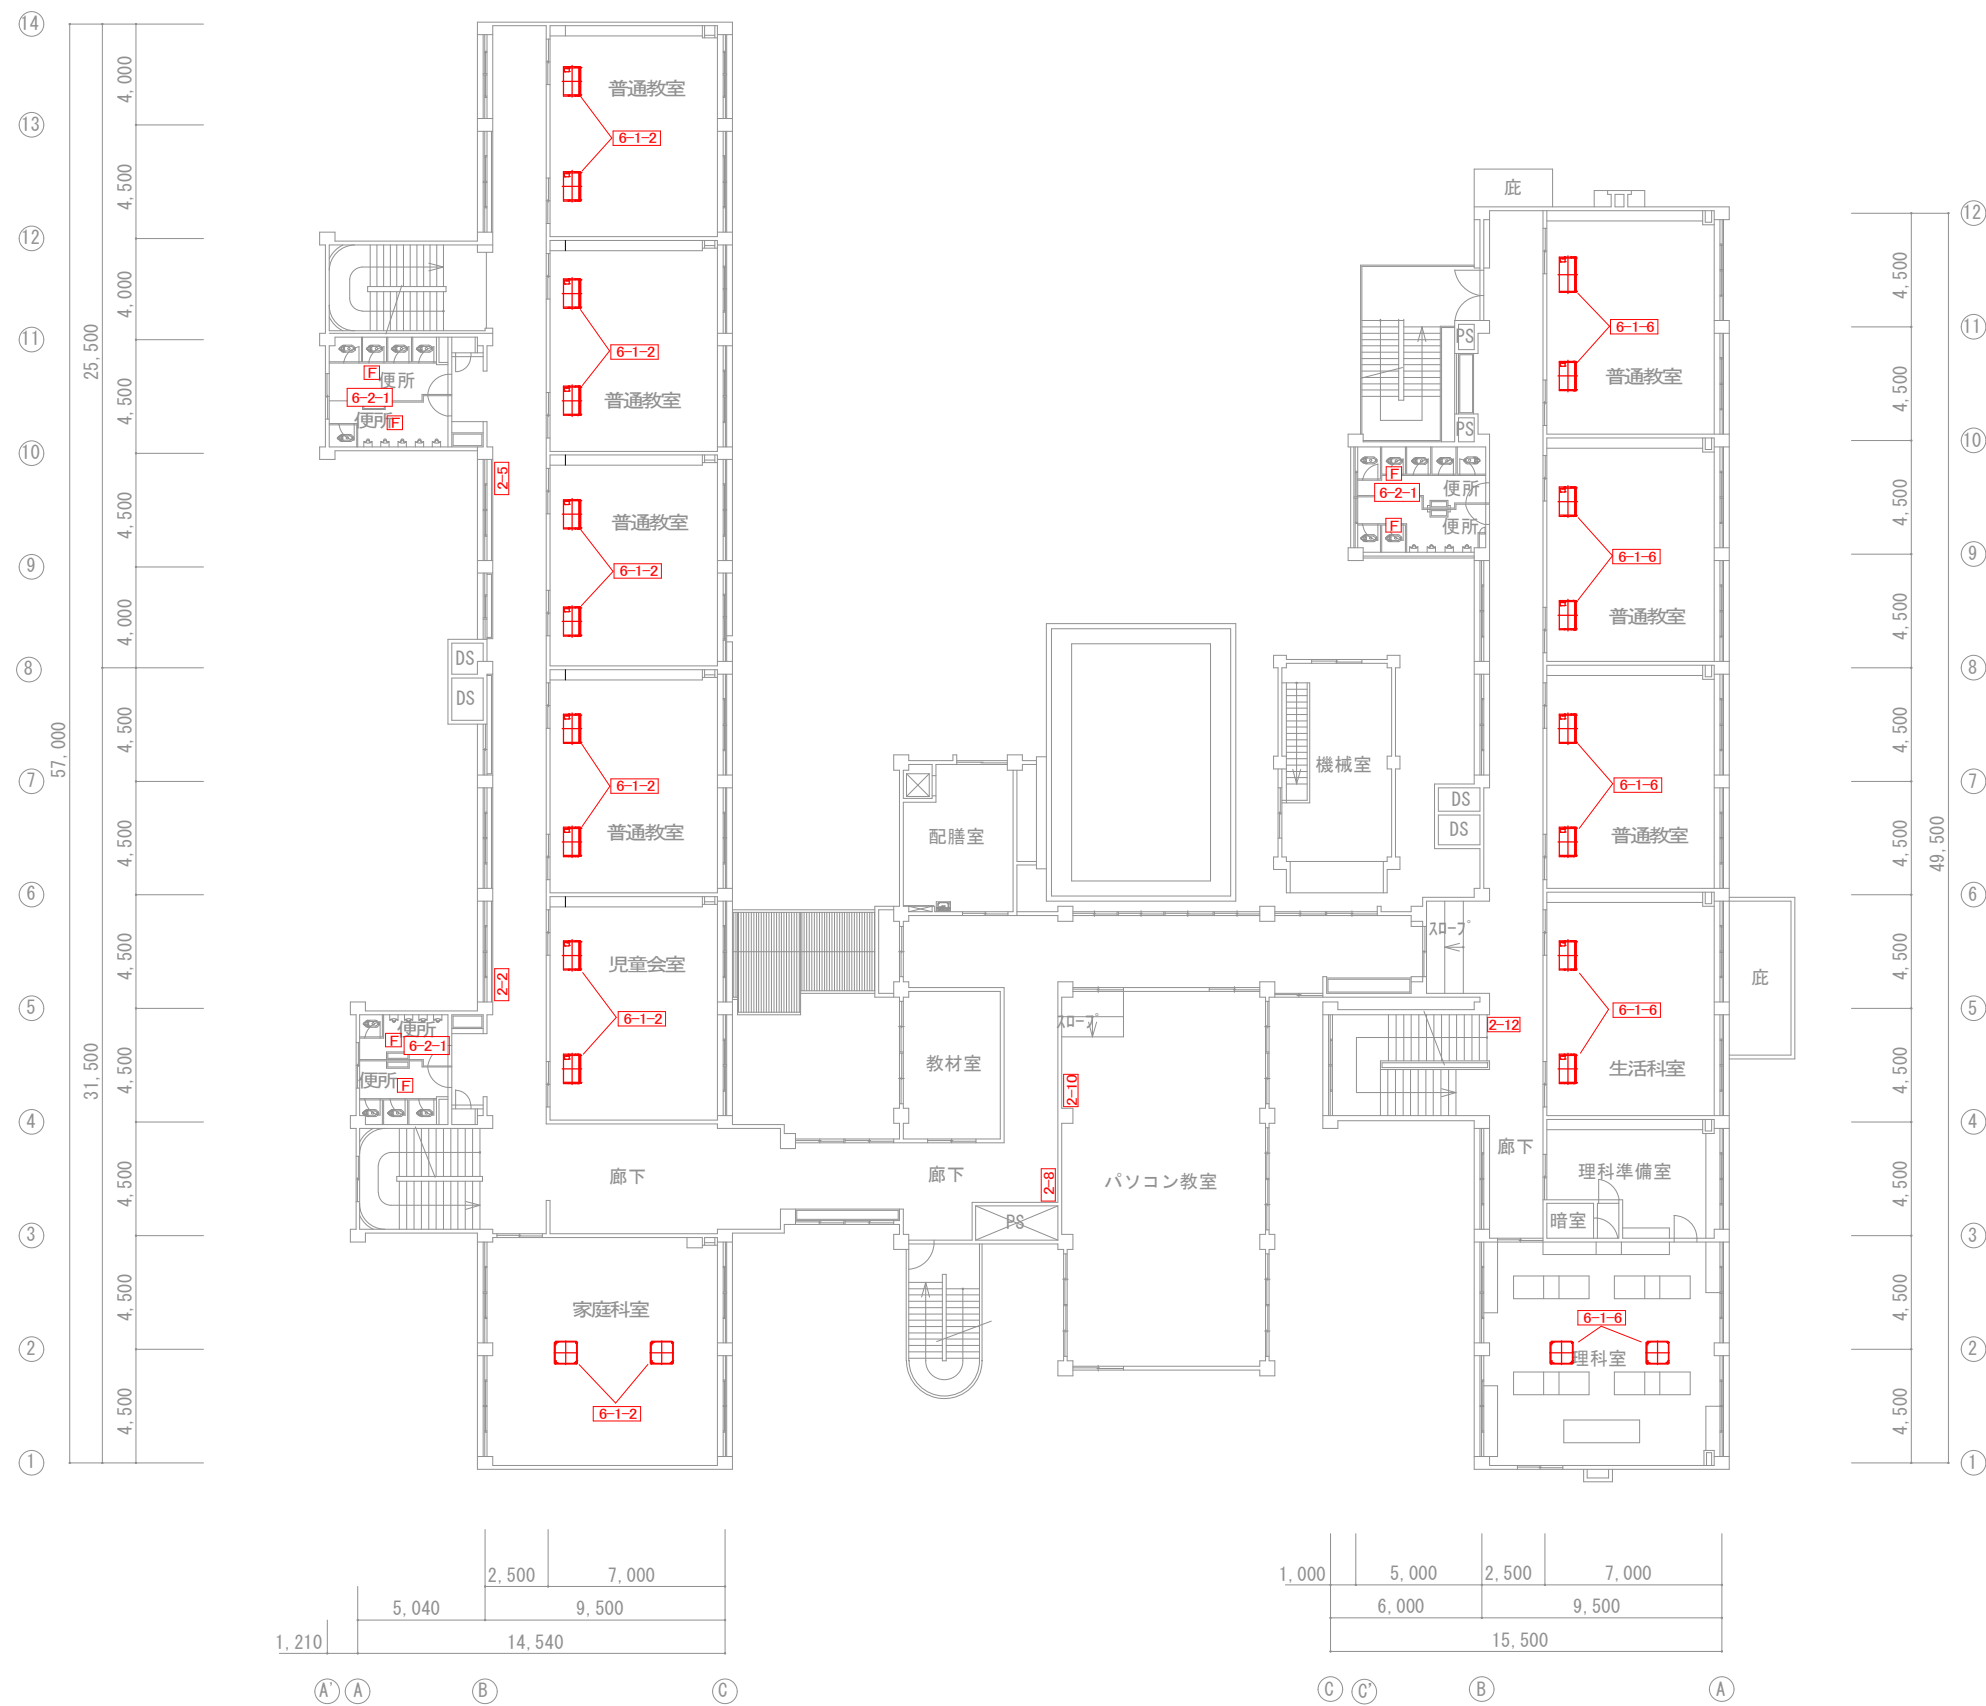 14
13
12
11
10
9
8
7
6
5
4
3
2
1
4,000
4,500
4,000
4,500
4,500
4,000
4,500
4,500
4,500
4,500
4,500
4,500
4,500
25,500
31,500
57,000
普通教室
6-1-2
6-1-2
普通教室
普通教室
6-1-2
6-1-2
普通教室
児童会室
6-1-2
F
便所
6-2-1
便所
F
2-5
DS
DS
2-2
便所
F
6-2-1
便所
F
廊下
家庭科室
6-1-2
配膳室
教材室
廊下
2-8
PS
スロープ
2-10
パソコン教室
機械室
スロープ
DS
DS
2-12
庇
PS
PS
F
6-2-1
便所
F
便所
6-1-6
普通教室
6-1-6
普通教室
6-1-6
普通教室
6-1-6
生活科室
庇
廊下
理科準備室
暗室
6-1-6
理科室
12
11
10
9
8
7
6
5
4
3
2
1
4,500
4,500
4,500
4,500
4,500
4,500
4,500
4,500
4,500
4,500
4,500
49,500
2,500 7,000
5,040 9,500
1,210 14,540
A' A B C
1,000 5,000 2,500 7,000
6,000 9,500
15,500
C C' B A